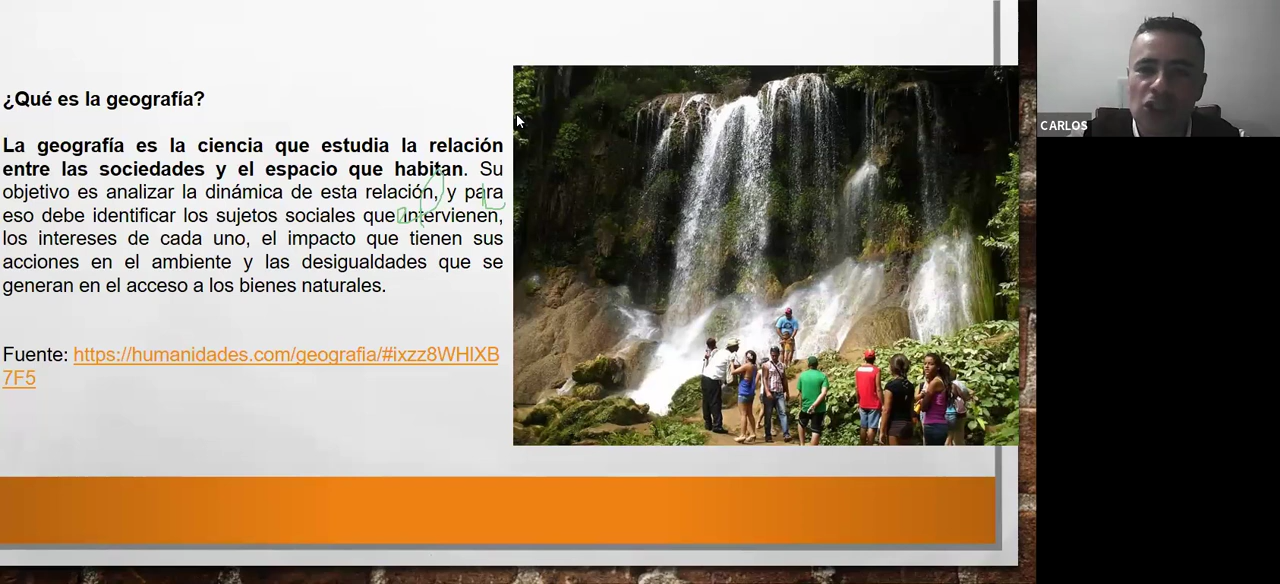 ¿Qué es la geografía?
La geografía es la ciencia que estudia la relación
entre las sociedades y el espacio que habitan. Su
objetivo es analizar la dinámica de esta relación, y para
eso debe identificar los sujetos sociales que intervienen,
los intereses de cada uno, el impacto que tienen sus
acciones en el ambiente y las desigualdades que se
generan en el acceso a los bienes naturales.
Fuente: https://humanidades.com/geografia/#ixzz8WHIXB
7F5
CARLOS